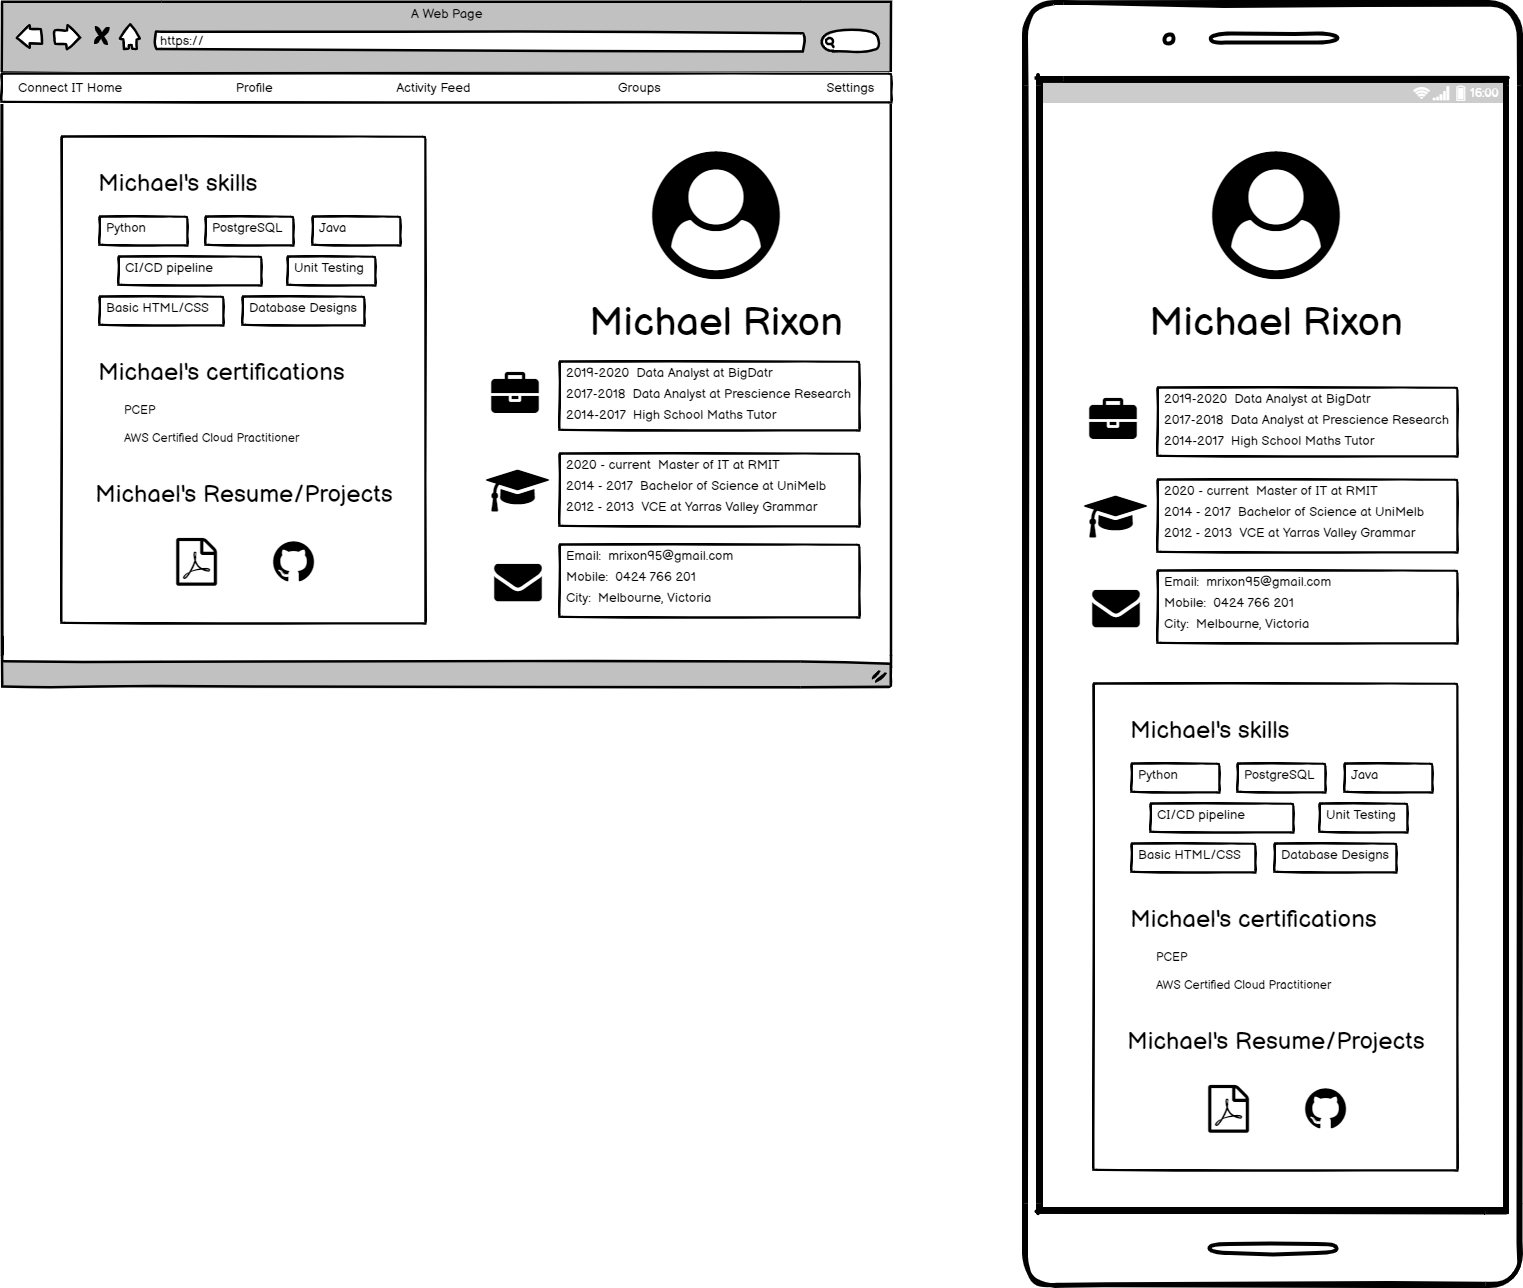 A Web Page
https://
Connect IT Home
Profile
Activity Feed
Groups
Settings
Michael's skills
Python
PostgreSQL
Java
CI/CD pipeline
Unit Testing
Basic HTML/CSS
Database Designs
Michael's certifications
PCEP
AWS Certified Cloud Practitioner
Michael's Resume/Projects
Michael Rixon
2019-2020 Data Analyst at BigDatr
2017-2018 Data Analyst at Prescience Research
2014-2017 High School Maths Tutor
2020 - current Master of IT at RMIT
2014 - 2017 Bachelor of Science at UniMelb
2012 - 2013 VCE at Yarras Valley Grammar
Email: mrixon95@gmail.com
Mobile: 0424 766 201
City: Melbourne, Victoria
16:00
Michael Rixon
2019-2020 Data Analyst at BigDatr
2017-2018 Data Analyst at Prescience Research
2014-2017 High School Maths Tutor
2020 - current Master of IT at RMIT
2014 - 2017 Bachelor of Science at UniMelb
2012 - 2013 VCE at Yarras Valley Grammar
Email: mrixon95@gmail.com
Mobile: 0424 766 201
City: Melbourne, Victoria
Michael's skills
Python
PostgreSQL
Java
CI/CD pipeline
Unit Testing
Basic HTML/CSS
Database Designs
Michael's certifications
PCEP
AWS Certified Cloud Practitioner
Michael's Resume/Projects